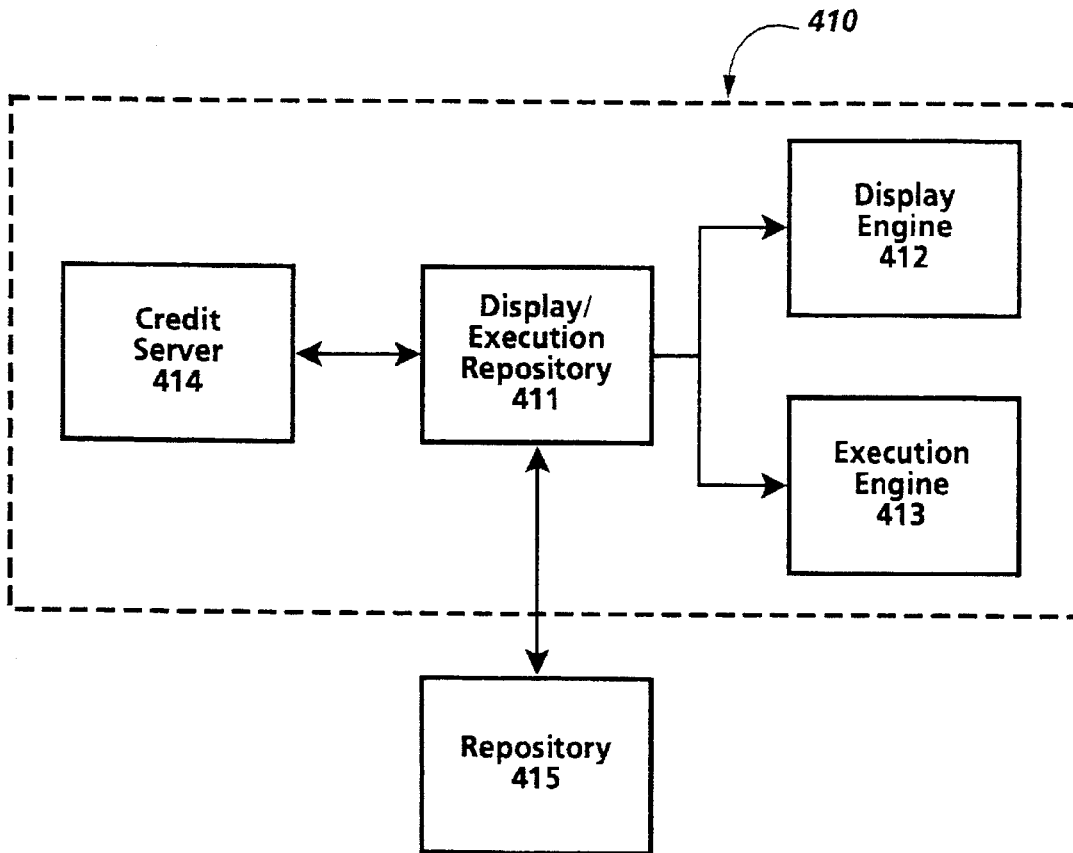 410
Display
Engine
412
Credit
Server
414
Display/
Execution
Repository
411
Execution
Engine
413
Repository
415